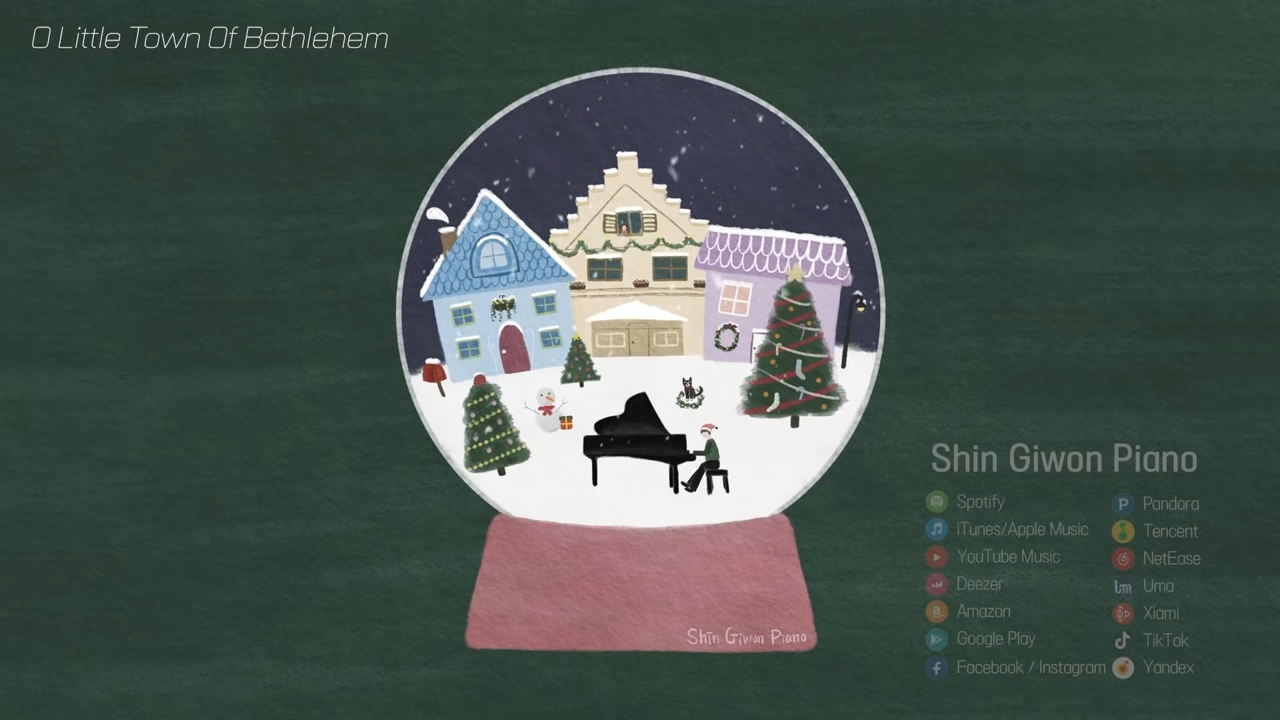 O Little Town Of Bethlehem
Shin Giwon Piano
Spotify
iTunes/Apple Music
YouTube Music
Deezer
Amazon
Google Play
Facebook / Instagram
Pandora
Tencent
NetEase
Uma
Xiami
TikTok
Yandex
Shin Giwon Piano